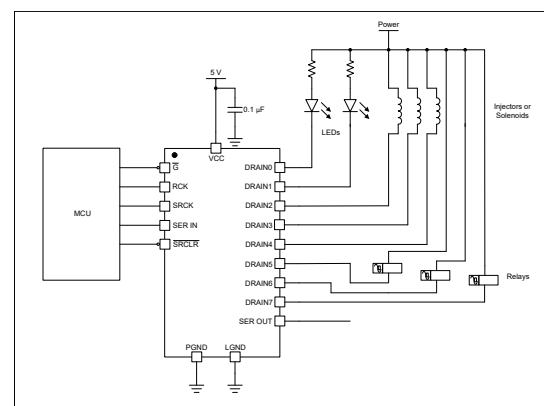 Power
5 V
0.1 µF
LEDs
Injectors or
Solenoids
VCC
MCU
G
RCK
SRCK
SER IN
SRCLR
DRAIN0
DRAIN1
DRAIN2
DRAIN3
DRAIN4
DRAIN5
DRAIN6
DRAIN7
SER OUT
Relays
PGND
LGND